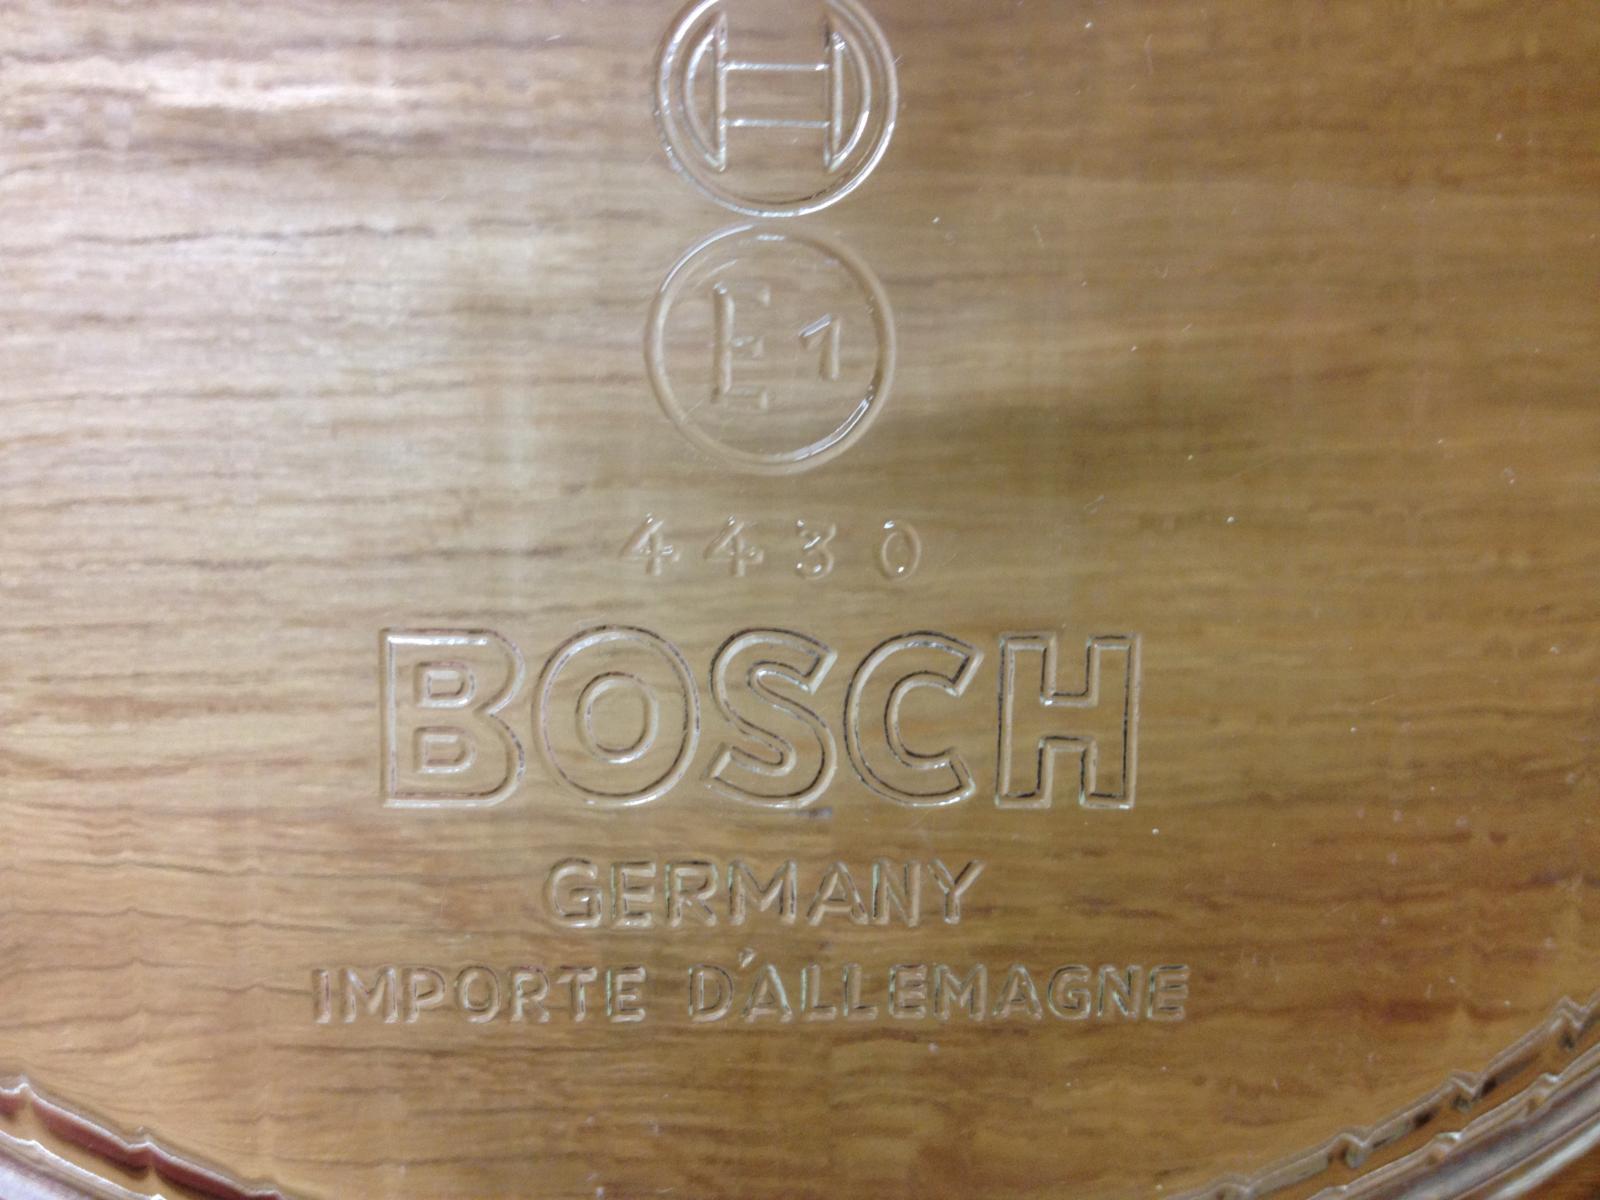 E1
4430
BOSCH
GERMANY
IMPORTE D'ALLEMAGNE